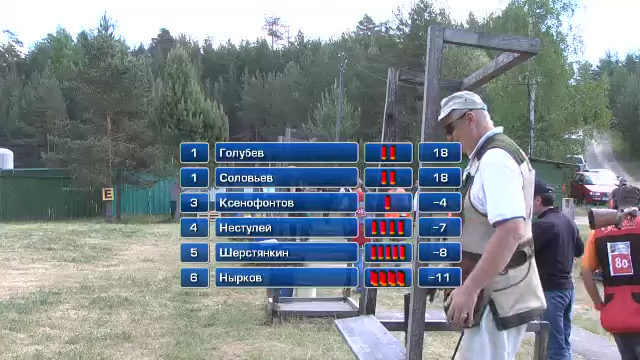 1 Голубев 18
1 Соловьев 18
3 Ксенофонтов -4
4 Нестулей -7
5 Шерстянкин -8
6 Нырков -11
E
80